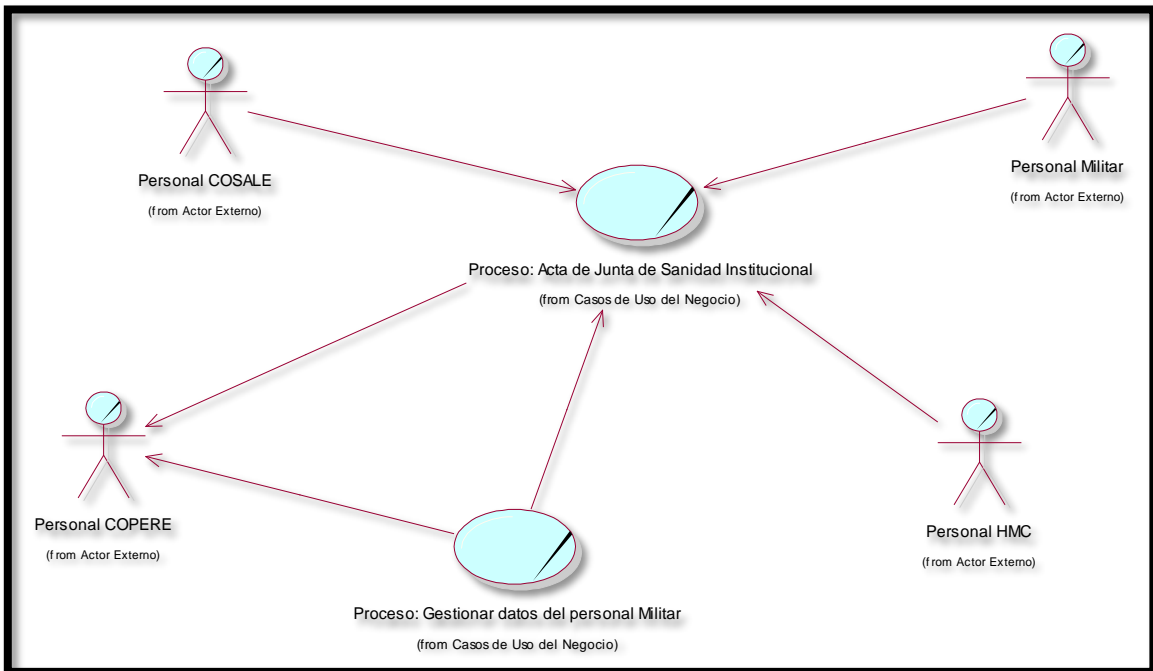 Personal COSALE
(from Actor Externo)
Personal Militar
(from Actor Externo)
Proceso: Acta de Junta de Sanidad Institucional
(from Casos de Uso del Negocio)
Personal COPERE
(from Actor Externo)
Personal HMC
(from Actor Externo)
Proceso: Gestionar datos del personal Militar
(from Casos de Uso del Negocio)